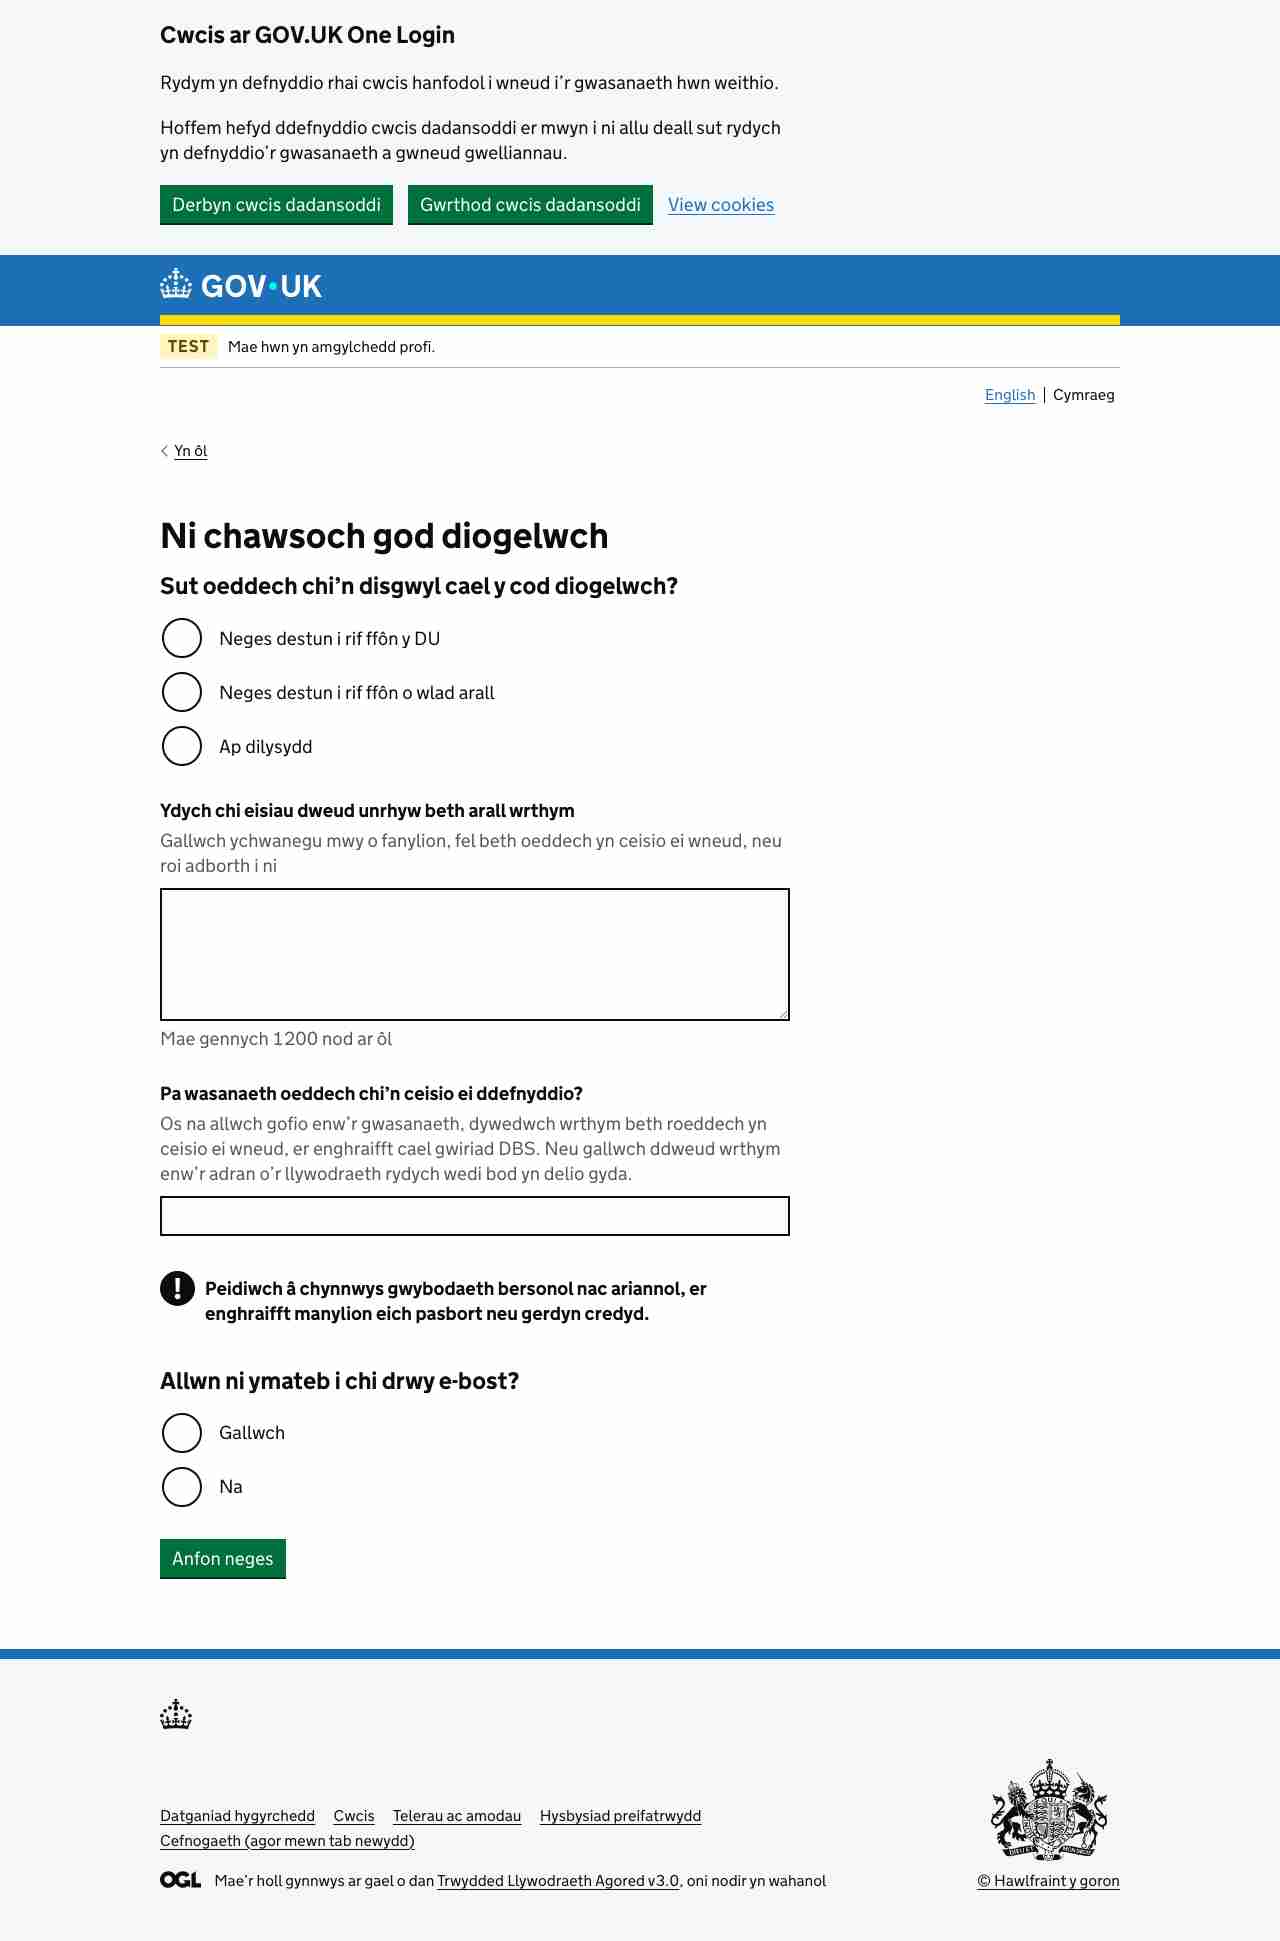 Cwcis ar GOV.UK One Login
Rydym yn defnyddio rhai cwcis hanfodol i wneud i’r gwasanaeth hwn weithio.
Hoffem hefyd ddefnyddio cwcis dadansoddi er mwyn i ni allu deall sut rydych
yn defnyddio’r gwasanaeth a gwneud gwelliannau.
Derbyn cwcis dadansoddi Gwrthod cwcis dadansoddi View cookies
GOV·UK
TEST Mae hwn yn amgylchedd profi.
English Cymraeg
Yn ôl
Ni chawsoch god diogelwch
Sut oeddech chi’n disgwyl cael y cod diogelwch?
Neges destun i rif ffôn y DU
Neges destun i rif ffôn o wlad arall
Ap dilysydd
Ydych chi eisiau dweud unrhyw beth arall wrthym
Gallwch ychwanegu mwy o fanylion, fel beth oeddech yn ceisio ei wneud, neu
roi adborth i ni
Mae gennych 1200 nod ar ôl
Pa wasanaeth oeddech chi’n ceisio ei ddefnyddio?
Os na allwch gofio enw’r gwasanaeth, dywedwch wrthym beth roeddech yn
ceisio ei wneud, er enghraifft cael gwiriad DBS. Neu gallwch ddweud wrthym
enw’r adran o’r llywodraeth rydych wedi bod yn delio gyda.
! Peidiwch â chynnwys gwybodaeth bersonol nac ariannol, er
enghraifft manylion eich pasbort neu gerdyn credyd.
Allwn ni ymateb i chi drwy e-bost?
Gallwch
Na
Anfon neges
Datganiad hygyrchedd Cwcis Telerau ac amodau Hysbysiad preifatrwydd
Cefnogaeth (agor mewn tab newydd)
OGL Mae’r holl gynnwys ar gael o dan Trwydded Llywodraeth Agored v3.0, oni nodir yn wahanol
© Hawlfraint y goron